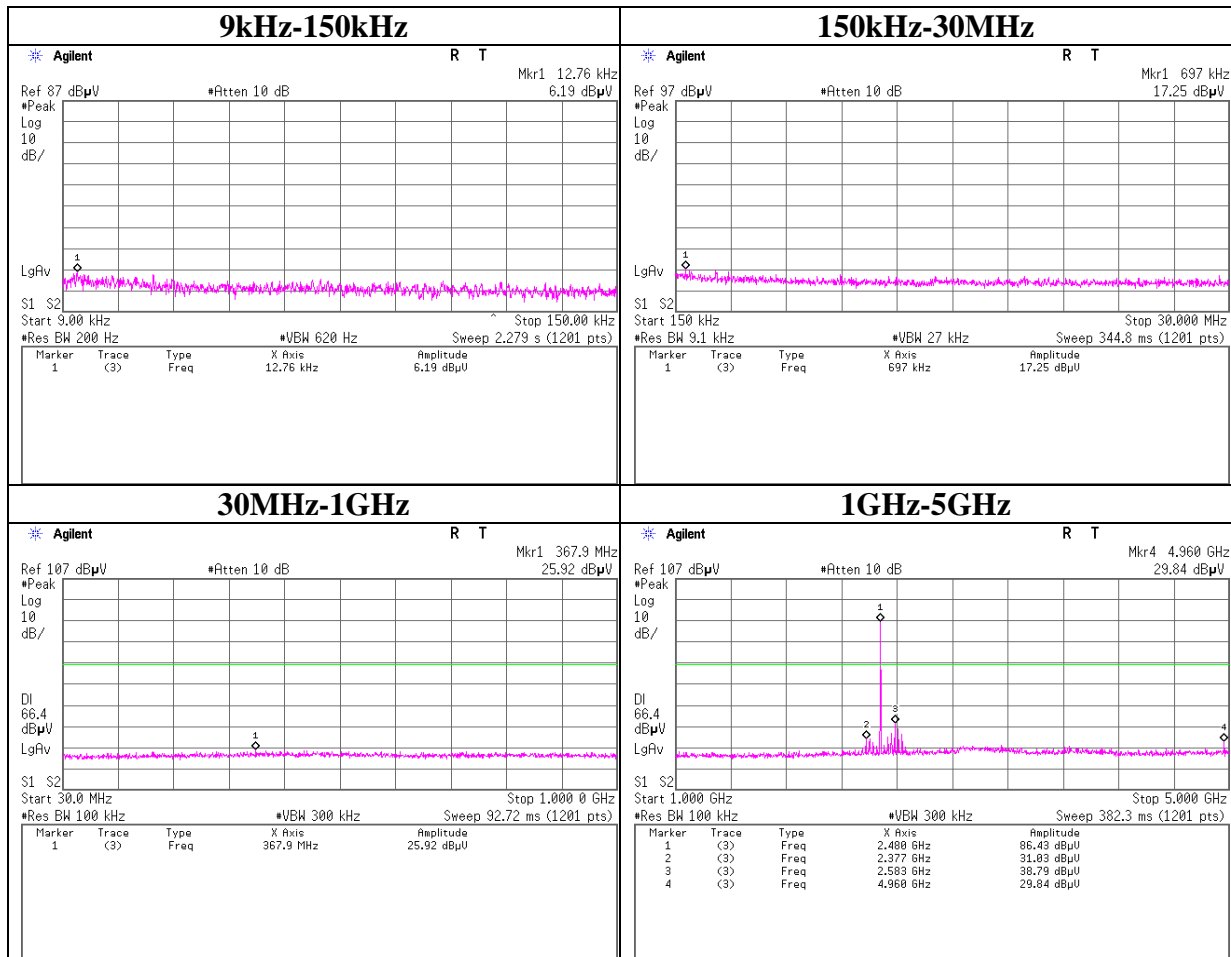 9kHz-150kHz
Agilent R T
Mkr1 12.76 kHz
Ref 87 dBµV #Atten 10 dB 6.19 dBµV
#Peak
Log
10
dB/
1
LgAv
S1 S2
Start 9.00 kHz ^ Stop 150.00 kHz
#Res BW 200 Hz #VBW 620 Hz Sweep 2.279 s (1201 pts)
Marker Trace Type X Axis Amplitude
1 (3) Freq 12.76 kHz 6.19 dBµV
150kHz-30MHz
Agilent R T
Mkr1 697 kHz
Ref 97 dBµV #Atten 10 dB 17.25 dBµV
#Peak
Log
10
dB/
1
LgAv
S1 S2
Start 150 kHz Stop 30.000 MHz
#Res BW 9.1 kHz #VBW 27 kHz Sweep 344.8 ms (1201 pts)
Marker Trace Type X Axis Amplitude
1 (3) Freq 697 kHz 17.25 dBµV
30MHz-1GHz
Agilent R T
Mkr1 367.9 MHz
Ref 107 dBµV #Atten 10 dB 25.92 dBµV
#Peak
Log
10
dB/
DI
66.4
dBµV
1
LgAv
S1 S2
Start 30.0 MHz Stop 1.000 0 GHz
#Res BW 100 kHz #VBW 300 kHz Sweep 92.72 ms (1201 pts)
Marker Trace Type X Axis Amplitude
1 (3) Freq 367.9 MHz 25.92 dBµV
1GHz-5GHz
Agilent R T
Mkr4 4.960 GHz
Ref 107 dBµV #Atten 10 dB 29.84 dBµV
#Peak
Log
10
dB/
1
DI
66.4
3
dBµV
2 4
LgAv
S1 S2
Start 1.000 GHz Stop 5.000 GHz
#Res BW 100 kHz #VBW 300 kHz Sweep 382.3 ms (1201 pts)
Marker Trace Type X Axis Amplitude
1 (3) Freq 2.480 GHz 86.43 dBµV
2 (3) Freq 2.377 GHz 31.03 dBµV
3 (3) Freq 2.583 GHz 38.79 dBµV
4 (3) Freq 4.960 GHz 29.84 dBµV